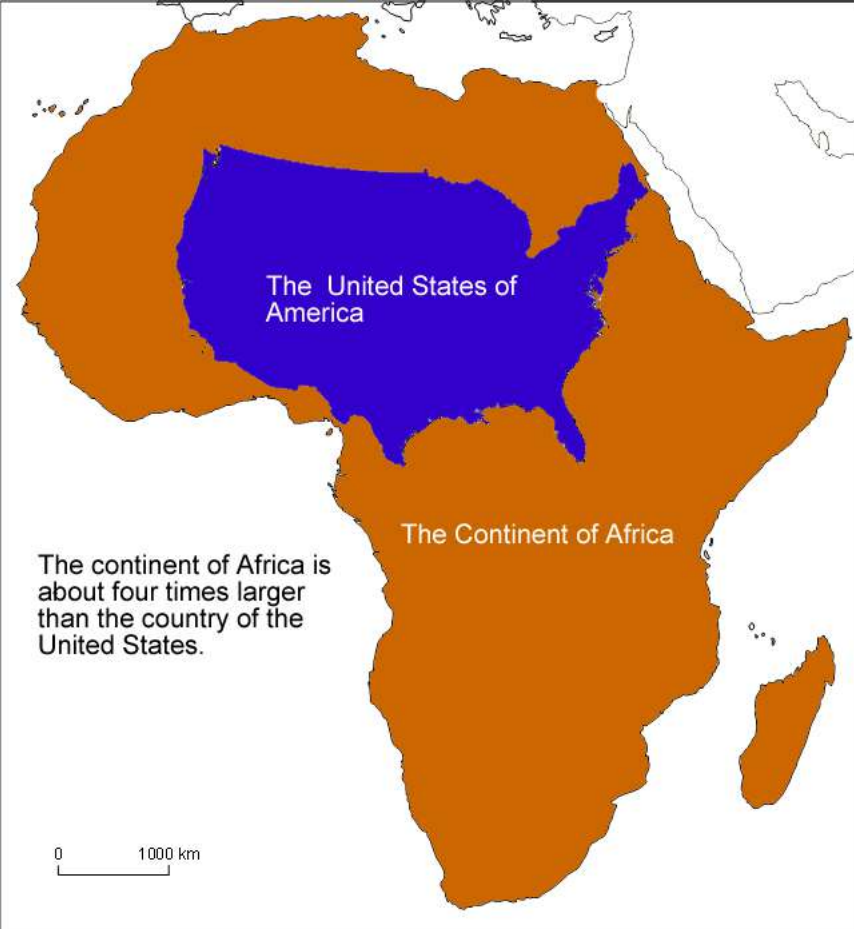 The United States of
America
The Continent of Africa
The continent of Africa is
about four times larger
than the country of the
United States.
0 1000 km